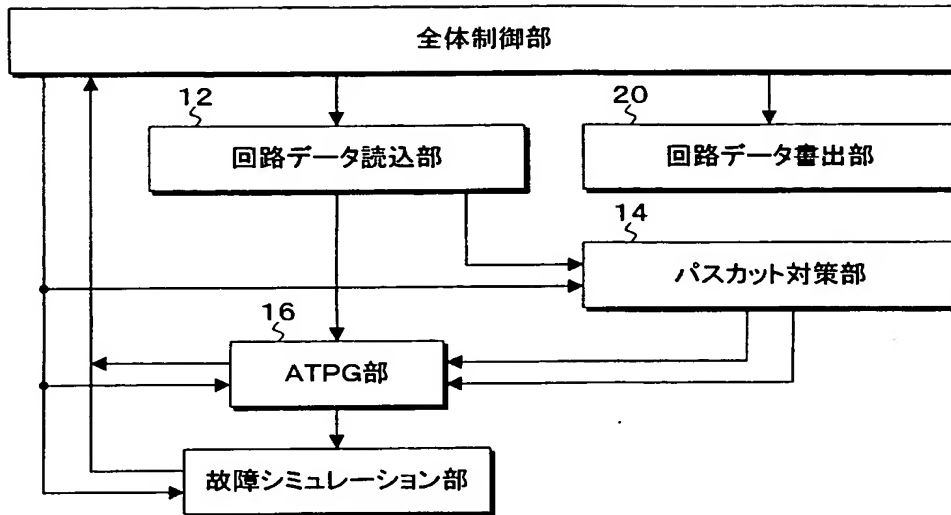 全体制御部
12
20
回路データ読込部
回路データ書出部
14
パスカット対策部
16
ATPG部
故障シミュレーション部